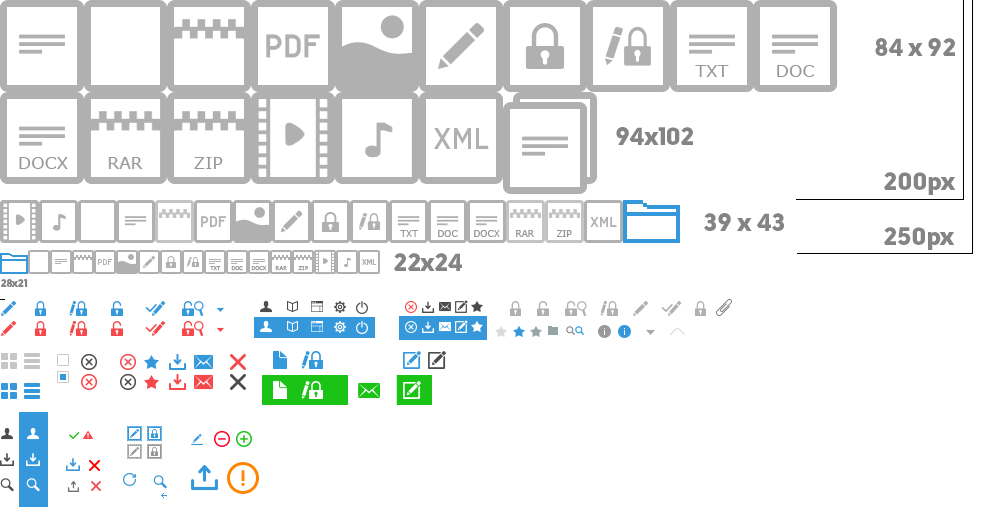 PDF TXT DOC 84 x 92
DOCX RAR ZIP XML 94x102
200px
PDF TXT DOC DOCX RAR ZIP XML 39 x 43
250px
PDF TXT DOC DOCX RAR ZIP XML 22x24
28x21